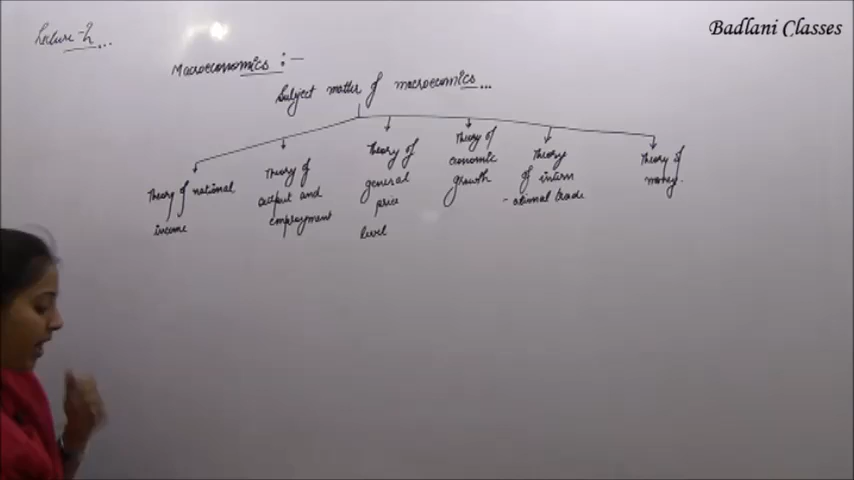 Lecture-2...
Badlani Classes
Macroeconomics :-
Subject matter of macroecomics...
Theory of national
income
Theory of
output and
employment
Theory of
general
price
level
Theory of
economic
growth
Theory
of intern
-ational trade
Theory of
money.